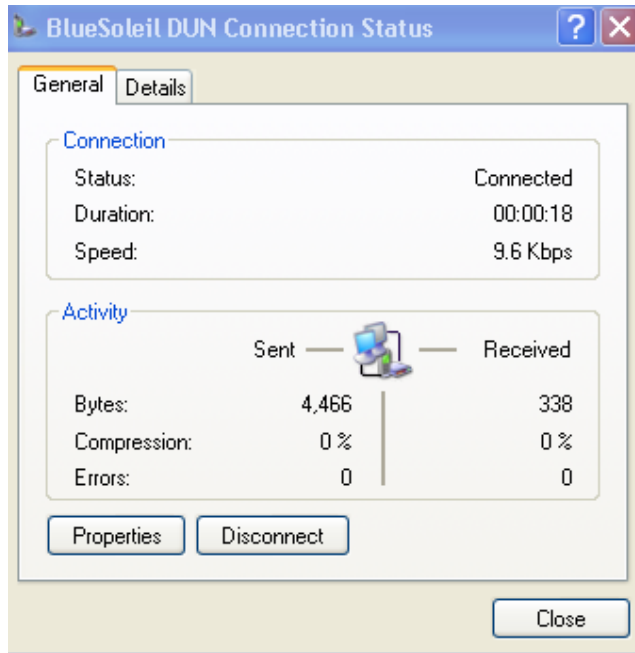 BlueSoleil DUN Connection Status
General Details
Connection
Status: Connected
Duration: 00:00:18
Speed: 9.6 Kbps
Activity
Sent Received
Bytes: 4,466 338
Compression: 0 % 0 %
Errors: 0 0
Properties Disconnect
Close